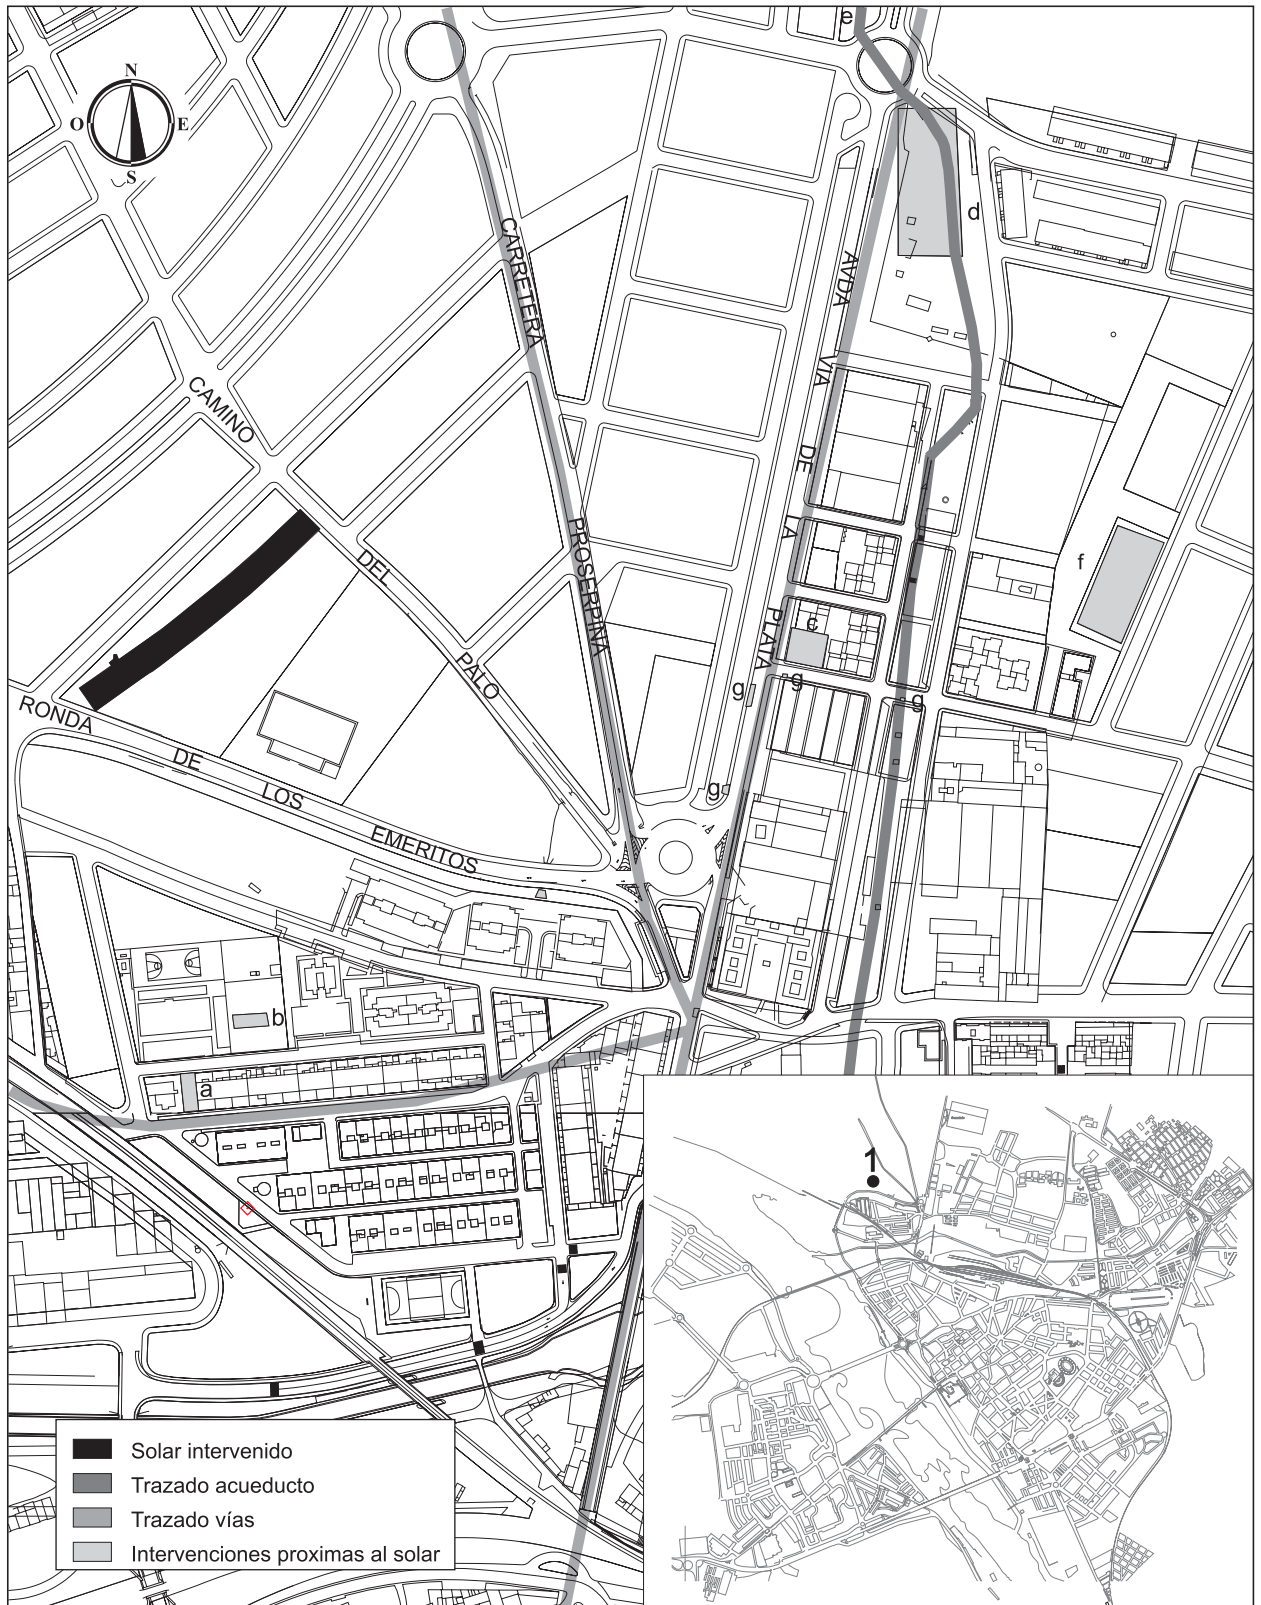 e
N
O
E
S
d
CARRETERA
AVDA
VIA
DE
LA
PLATA
CAMINO
DEL
PALO
PROSERPINA
f
c
g
g
g
g
RONDA
DE
LOS
EMERITOS
b
a
1
Solar intervenido
Trazado acueducto
Trazado vías
Intervenciones proximas al solar